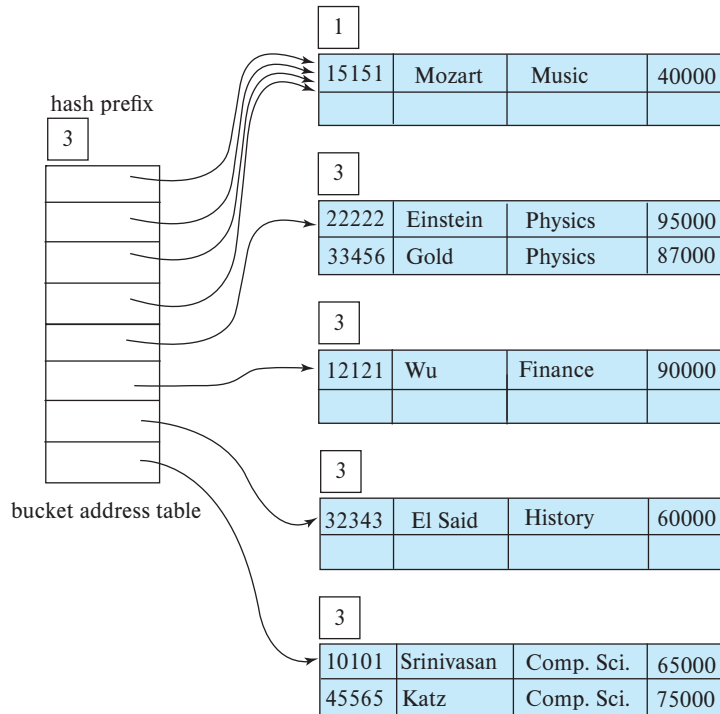 1
15151 Mozart Music 40000
hash prefix
3
3
22222 Einstein Physics 95000
33456 Gold Physics 87000
3
12121 Wu Finance 90000
3
bucket address table
32343 El Said History 60000
3
10101 Srinivasan Comp. Sci. 65000
45565 Katz Comp. Sci. 75000